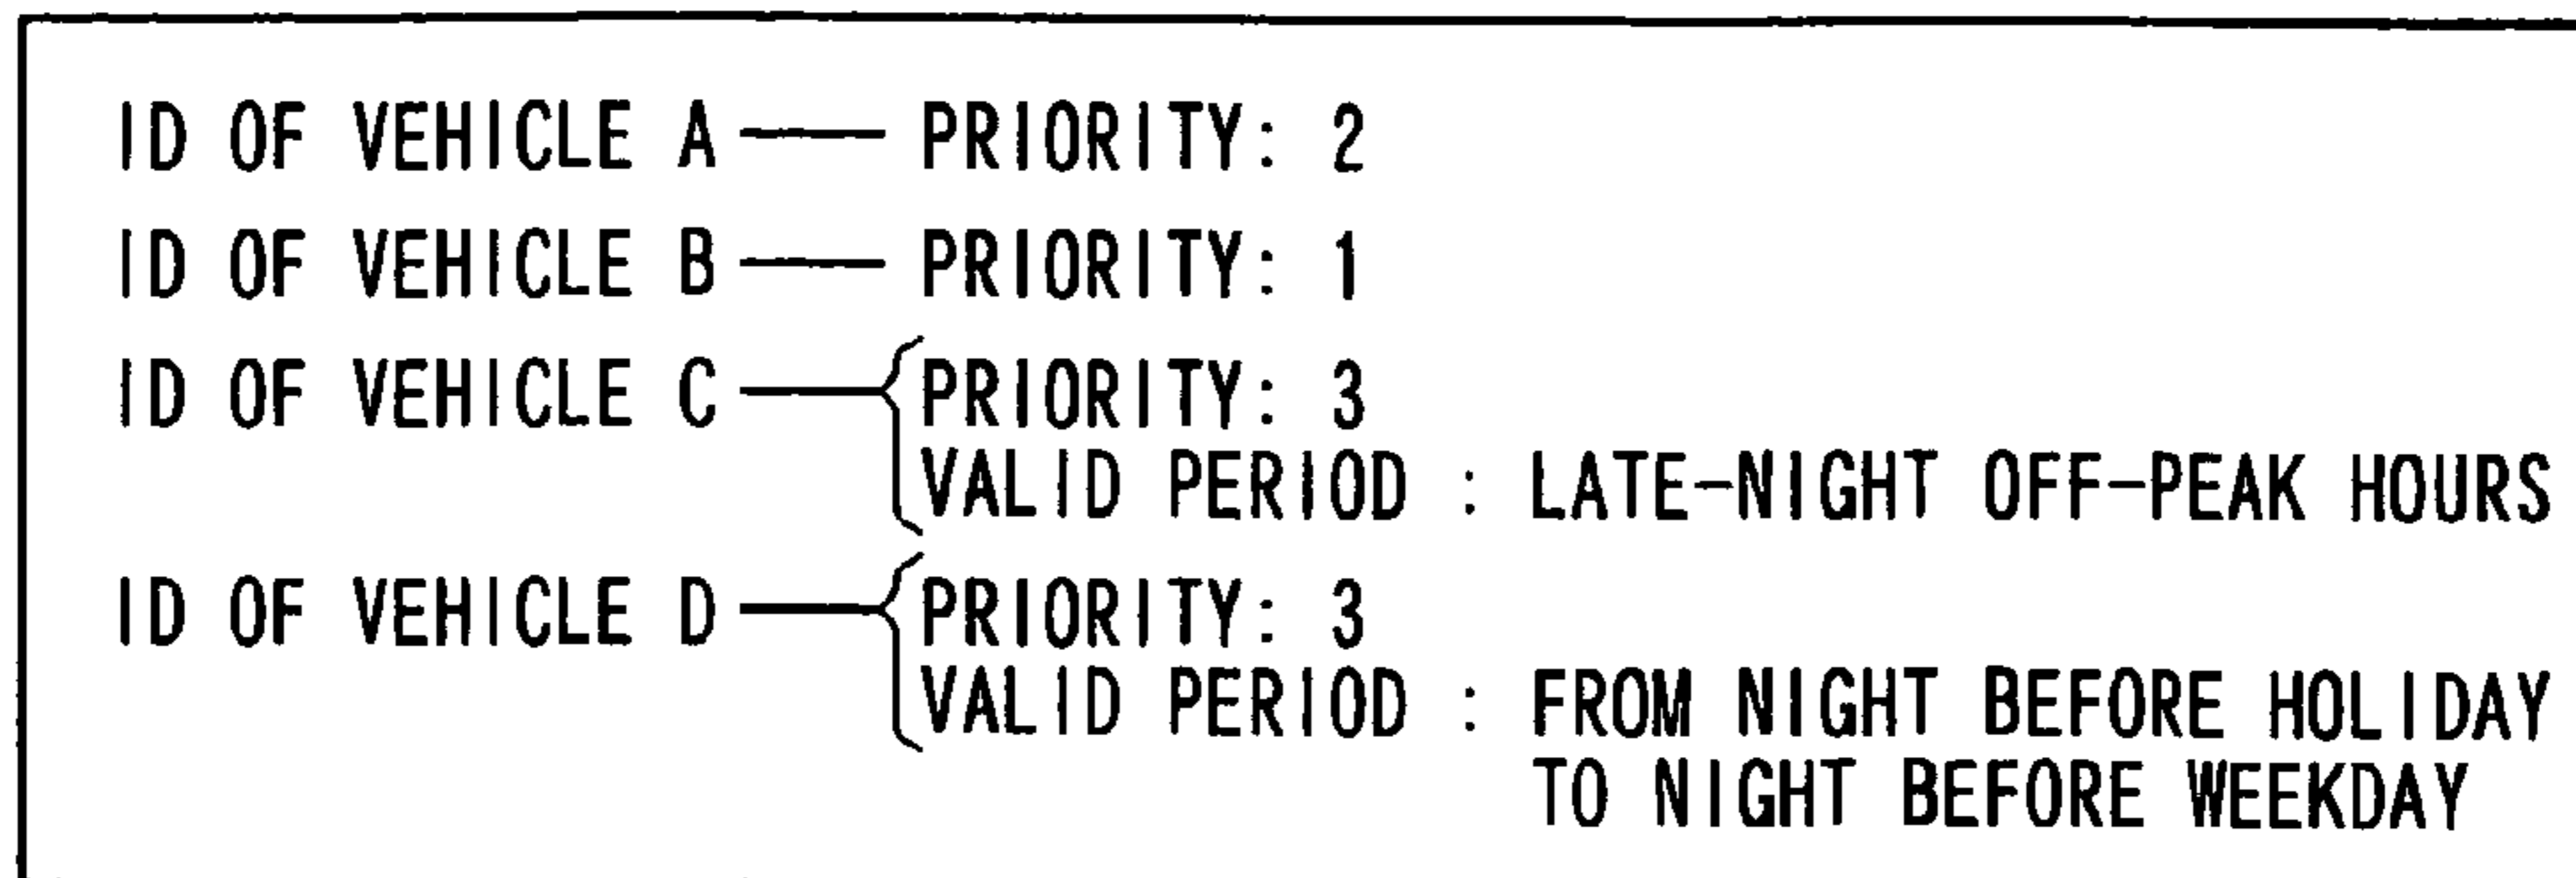 ID OF VEHICLE A — PRIORITY: 2
ID OF VEHICLE B — PRIORITY: 1
ID OF VEHICLE C — PRIORITY: 3
VALID PERIOD : LATE-NIGHT OFF-PEAK HOURS
ID OF VEHICLE D — PRIORITY: 3
VALID PERIOD : FROM NIGHT BEFORE HOLIDAY
TO NIGHT BEFORE WEEKDAY